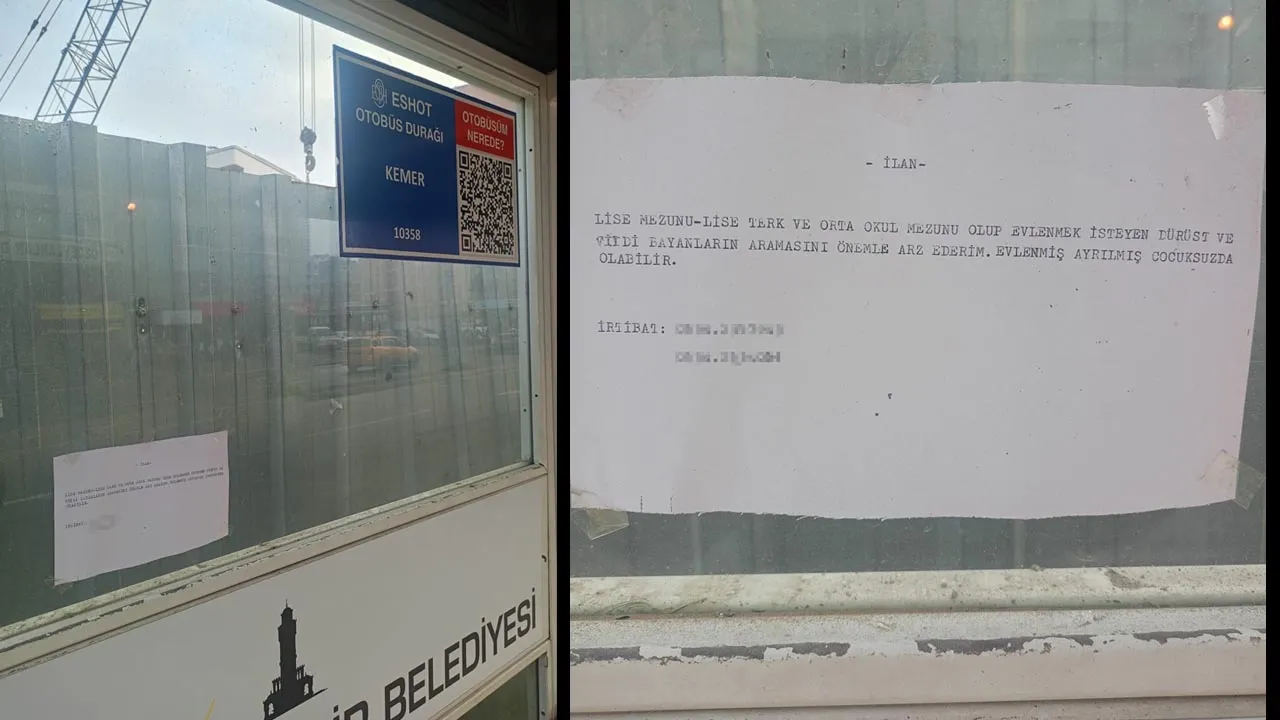 ESHOT
OTOBÜS DURAĞI
KEMER
10358
OTOBÜSÜM
NEREDE?
BELEDİYESİ
- İLAN-
LİSE MEZUNU-LİSE TERK VE ORTA OKUL MEZUNU OLUP EVLENMEK İSTEYEN DÜRÜST VE
CİDDİ BAYANLARIN ARAMASINI ÖNEMLE ARZ EDERİM.EVLENMİŞ AYRILMIŞ COCUKSUZDA
OLABİLİR.
İRTİBAT: